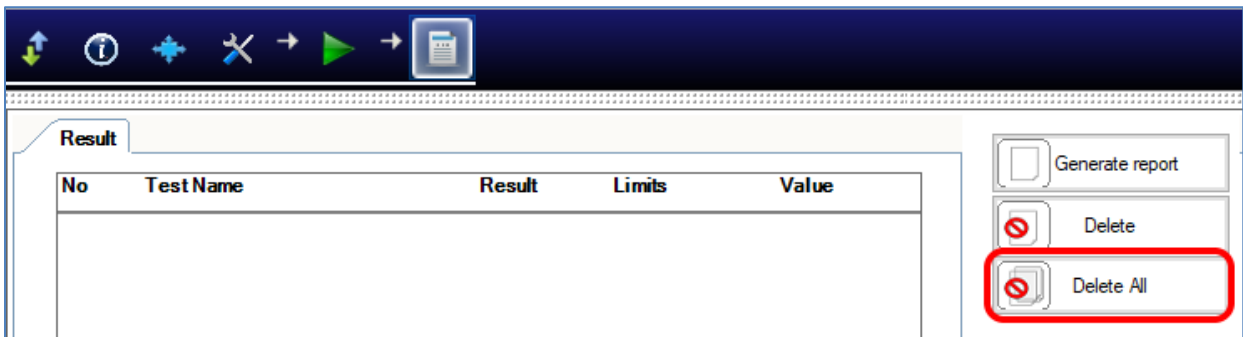 Result
No Test Name Result Limits Value
Generate report
Delete
Delete All